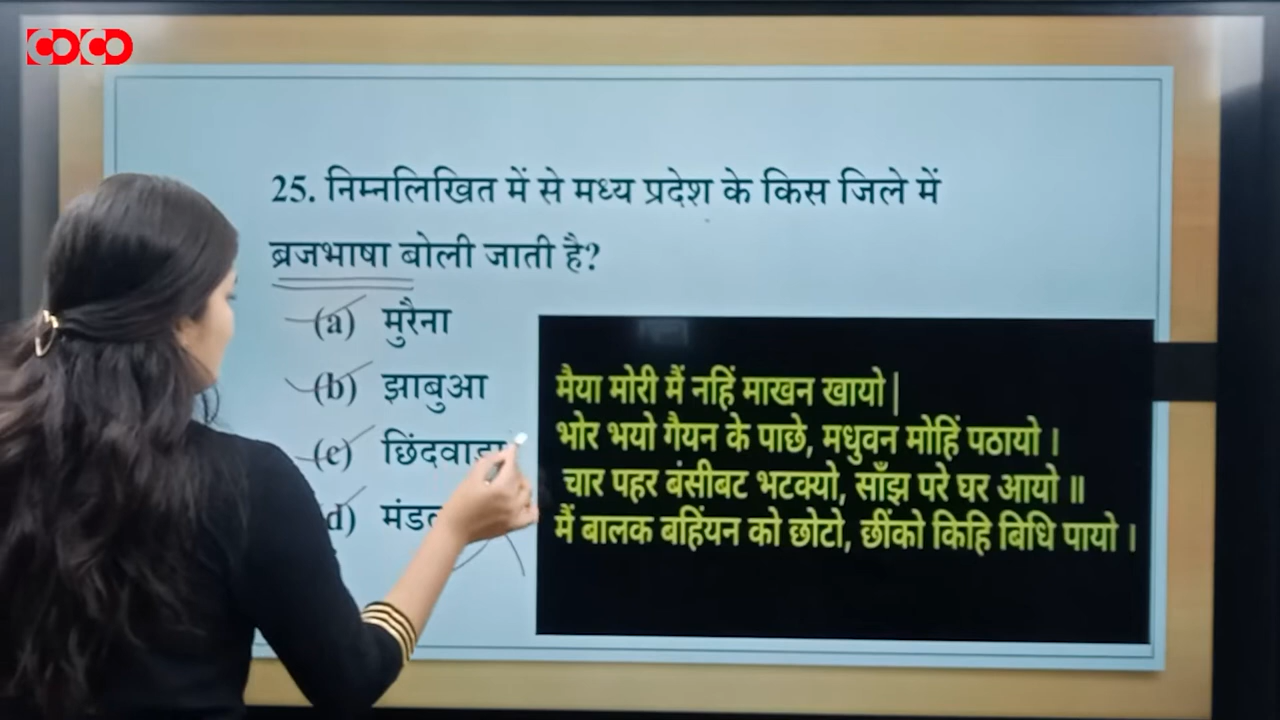 COCO
25. निम्नलिखित में से मध्य प्रदेश के किस जिले में
ब्रजभाषा बोली जाती है?
(a) मुरैना
(b) झाबुआ
(c) छिंदवाड़ा
d)
मैया मोरी मैं नहिं माखन खायो |
भोर भयो गैयन के पाछे, मधुवन मोहिं पठायो ।
चार पहर बंसीबट भटक्यो, साँझ परे घर आयो ॥
मैं बालक बहिंयन को छोटो, छींको किहि बिधि पायो ।